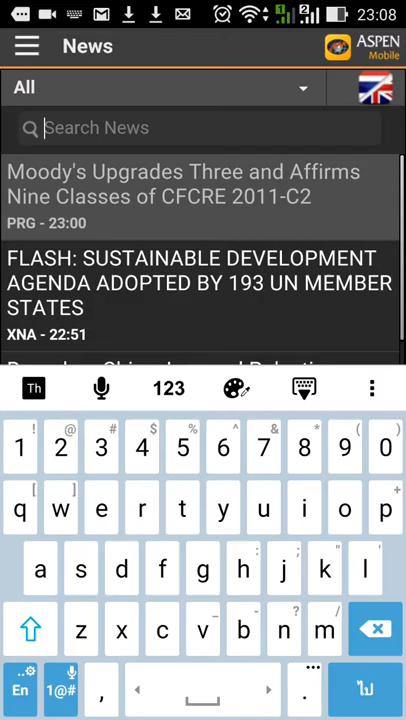 23:08
News
ASPEN
Mobile
All
Search News
Moody's Upgrades Three and Affirms
Nine Classes of CFCRE 2011-C2
PRG - 23:00
FLASH: SUSTAINABLE DEVELOPMENT
AGENDA ADOPTED BY 193 UN MEMBER
STATES
XNA - 22:51
Th 123
! @ # $ % ^ & * ( )
1 2 3 4 5 6 7 8 9 0
[ ] < > { } +
q w e r t y u i o p
: ; " '
a s d f g h j k l
_ - ? /
z x c v b n m
En 1@# , . ไป